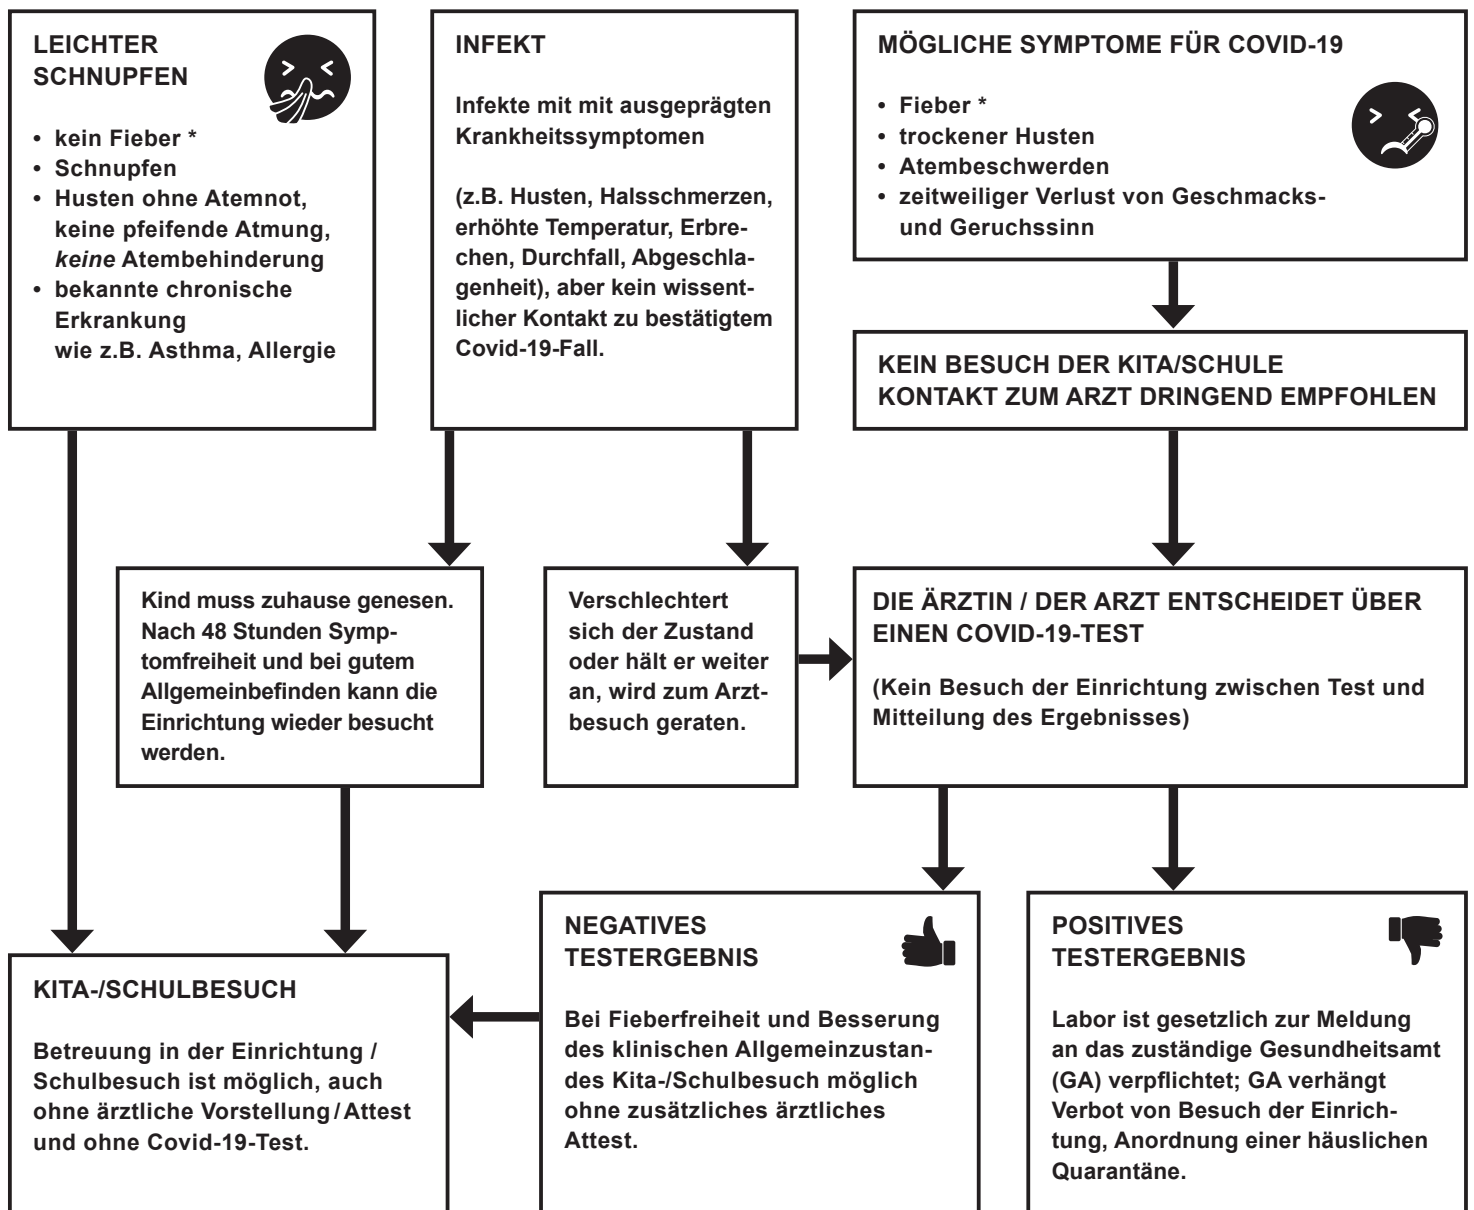 LEICHTER
SCHNUPFEN
• kein Fieber *
• Schnupfen
• Husten ohne Atemnot,
keine pfeifende Atmung,
keine Atembehinderung
• bekannte chronische
Erkrankung
wie z.B. Asthma, Allergie
INFEKT
Infekte mit mit ausgeprägten
Krankheitssymptomen
(z.B. Husten, Halsschmerzen,
erhöhte Temperatur, Erbre-
chen, Durchfall, Abgeschla-
genheit), aber kein wissent-
licher Kontakt zu bestätigtem
Covid-19-Fall.
MÖGLICHE SYMPTOME FÜR COVID-19
• Fieber *
• trockener Husten
• Atembeschwerden
• zeitweiliger Verlust von Geschmacks-
und Geruchssinn
KEIN BESUCH DER KITA/SCHULE
KONTAKT ZUM ARZT DRINGEND EMPFOHLEN
Kind muss zuhause genesen.
Nach 48 Stunden Symp-
tomfreiheit und bei gutem
Allgemeinbefinden kann die
Einrichtung wieder besucht
werden.
Verschlechtert
sich der Zustand
oder hält er weiter
an, wird zum Arzt-
besuch geraten.
DIE ÄRZTIN / DER ARZT ENTSCHEIDET ÜBER
EINEN COVID-19-TEST
(Kein Besuch der Einrichtung zwischen Test und
Mitteilung des Ergebnisses)
KITA-/SCHULBESUCH
Betreuung in der Einrichtung /
Schulbesuch ist möglich, auch
ohne ärztliche Vorstellung / Attest
und ohne Covid-19-Test.
NEGATIVES
TESTERGEBNIS
Bei Fieberfreiheit und Besserung
des klinischen Allgemeinzustan-
des Kita-/Schulbesuch möglich
ohne zusätzliches ärztliches
Attest.
POSITIVES
TESTERGEBNIS
Labor ist gesetzlich zur Meldung
an das zuständige Gesundheitsamt
(GA) verpflichtet; GA verhängt
Verbot von Besuch der Einrich-
tung, Anordnung einer häuslichen
Quarantäne.